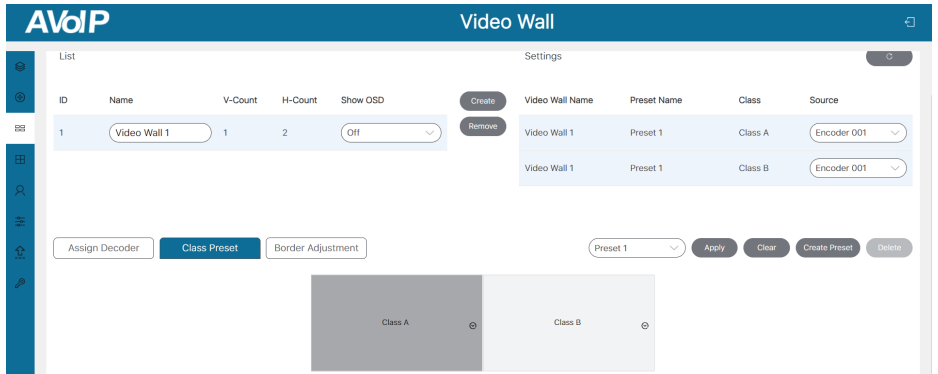 AVoIP
Video Wall
List
Settings
ID Name V-Count H-Count Show OSD
Create
Video Wall Name Preset Name Class Source
1 Video Wall 1 1 2 Off
Remove
Video Wall 1 Preset 1 Class A Encoder 001
Video Wall 1 Preset 1 Class B Encoder 001
Assign Decoder Class Preset Border Adjustment
Preset 1 Apply Clear Create Preset Delete
Class A Class B